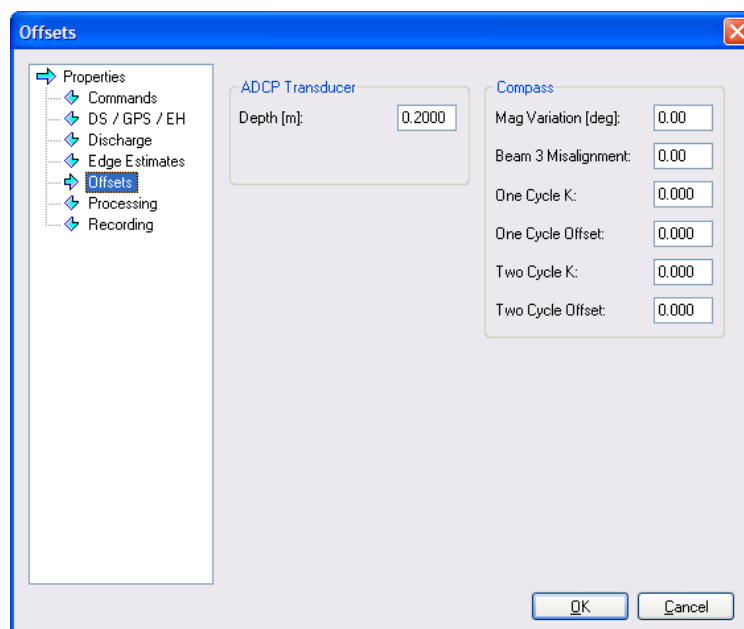 Offsets
Properties
Commands
DS / GPS / EH
Discharge
Edge Estimates
Offsets
Processing
Recording
ADCP Transducer
Depth [m]: 0.2000
Compass
Mag Variation [deg]: 0.00
Beam 3 Misalignment: 0.00
One Cycle K: 0.000
One Cycle Offset: 0.000
Two Cycle K: 0.000
Two Cycle Offset: 0.000
OK Cancel